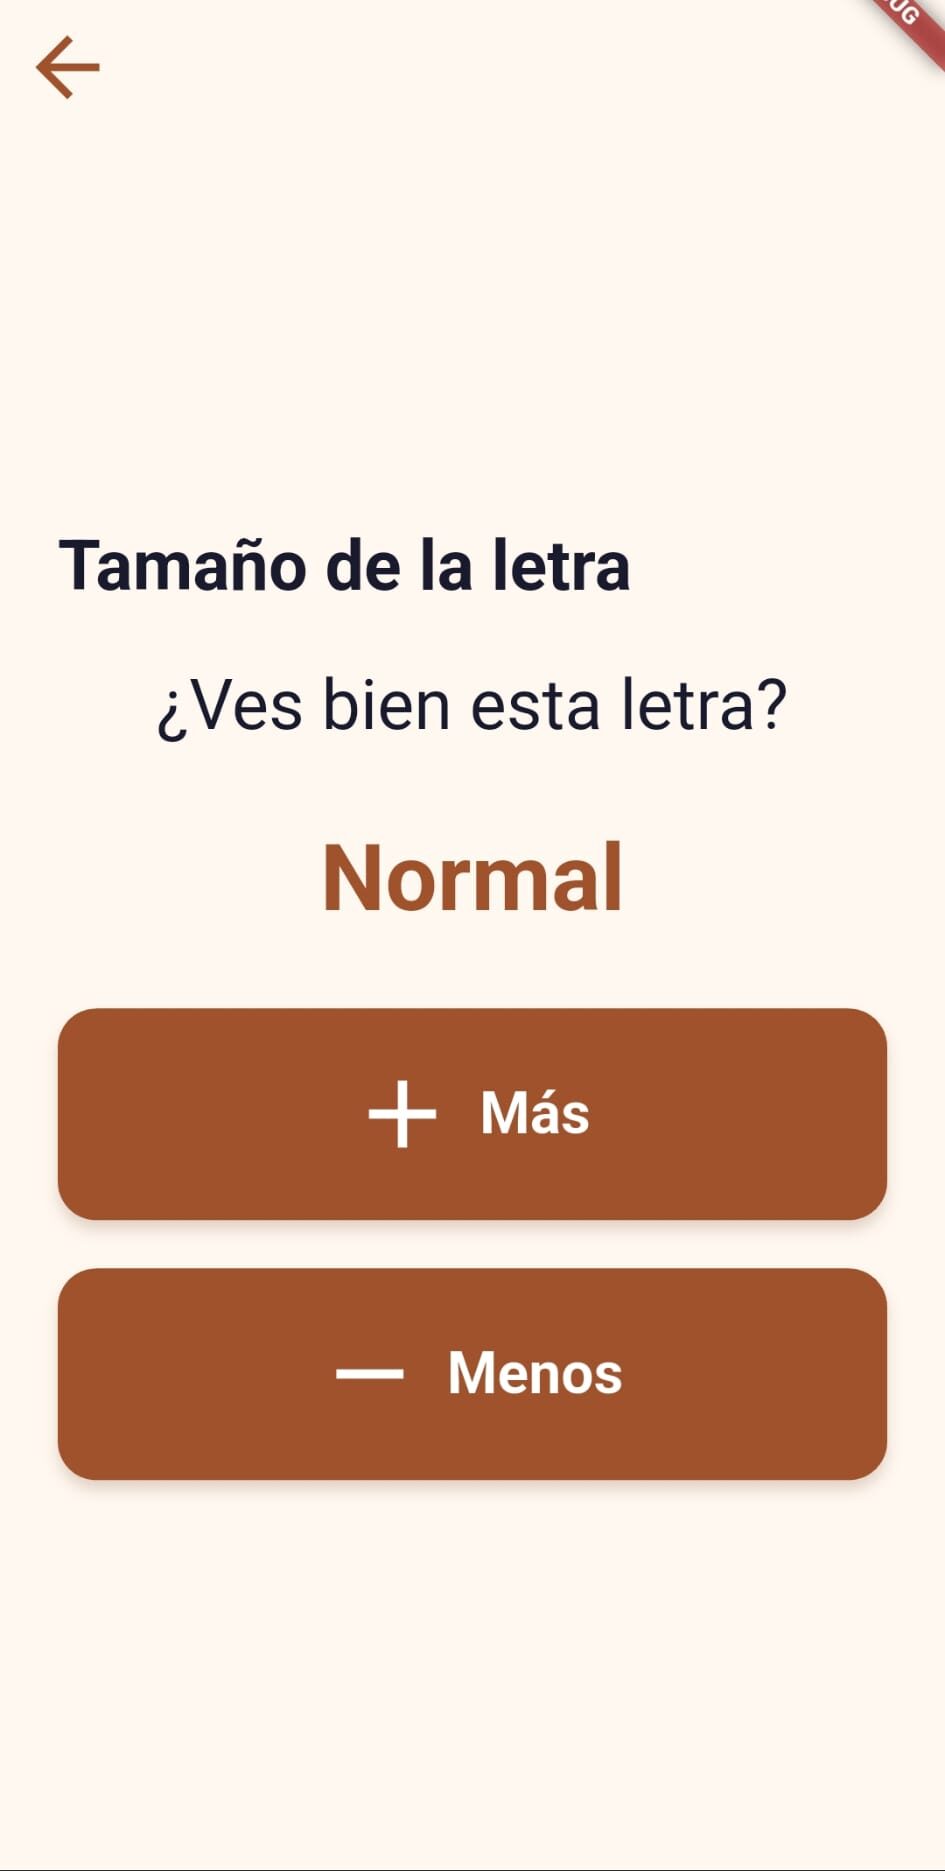 Tamaño de la letra
¿Ves bien esta letra?
Normal
Más
Menos